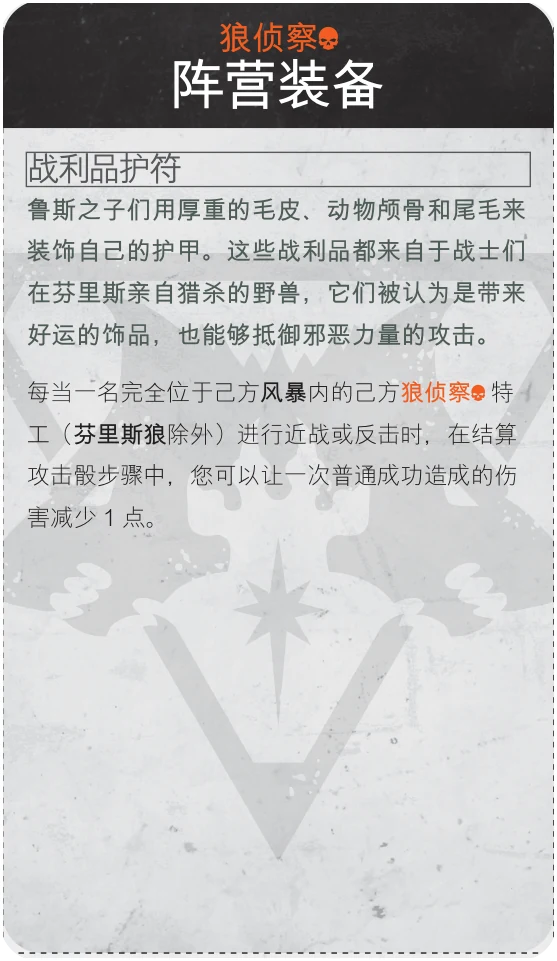 狼侦察
阵营装备
战利品护符
鲁斯之子们用厚重的毛皮、动物颅骨和尾毛来
装饰自己的护甲。这些战利品都来自于战士们
在芬里斯亲自猎杀的野兽，它们被认为是带来
好运的饰品，也能够抵御邪恶力量的攻击。
每当一名完全位于己方风暴内的己方狼侦察 特
工（芬里斯狼除外）进行近战或反击时，在结算
攻击骰步骤中，您可以让一次普通成功造成的伤
害减少 1 点。